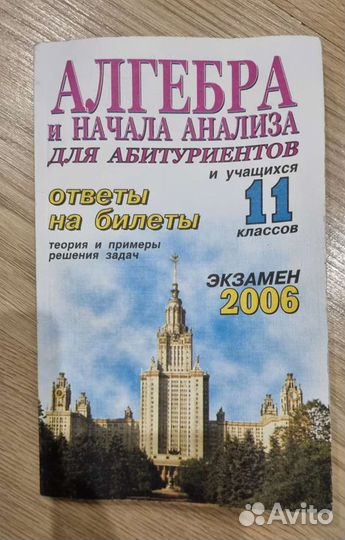 АЛГЕБРА
И НАЧАЛА АНАЛИЗА
ДЛЯ АБИТУРИЕНТОВ
и учащихся
11
классов
ответы
на билеты
теория и примеры
решения задач
ЭКЗАМЕН
2006
Avito